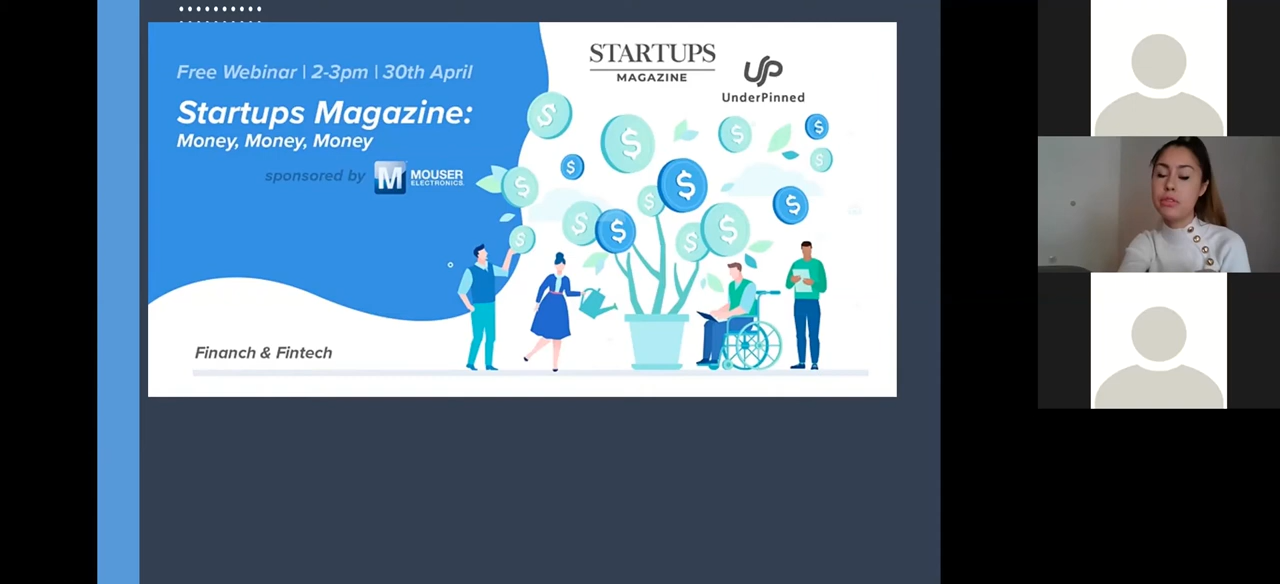 Free Webinar | 2-3pm | 30th April
Startups Magazine:
Money, Money, Money
sponsored by M MOUSER
ELECTRONICS.
STARTUPS
MAGAZINE
UP
UnderPinned
$ $ $ $ $ $ $ $ $ $ $ $ $ $ $
Financh & Fintech